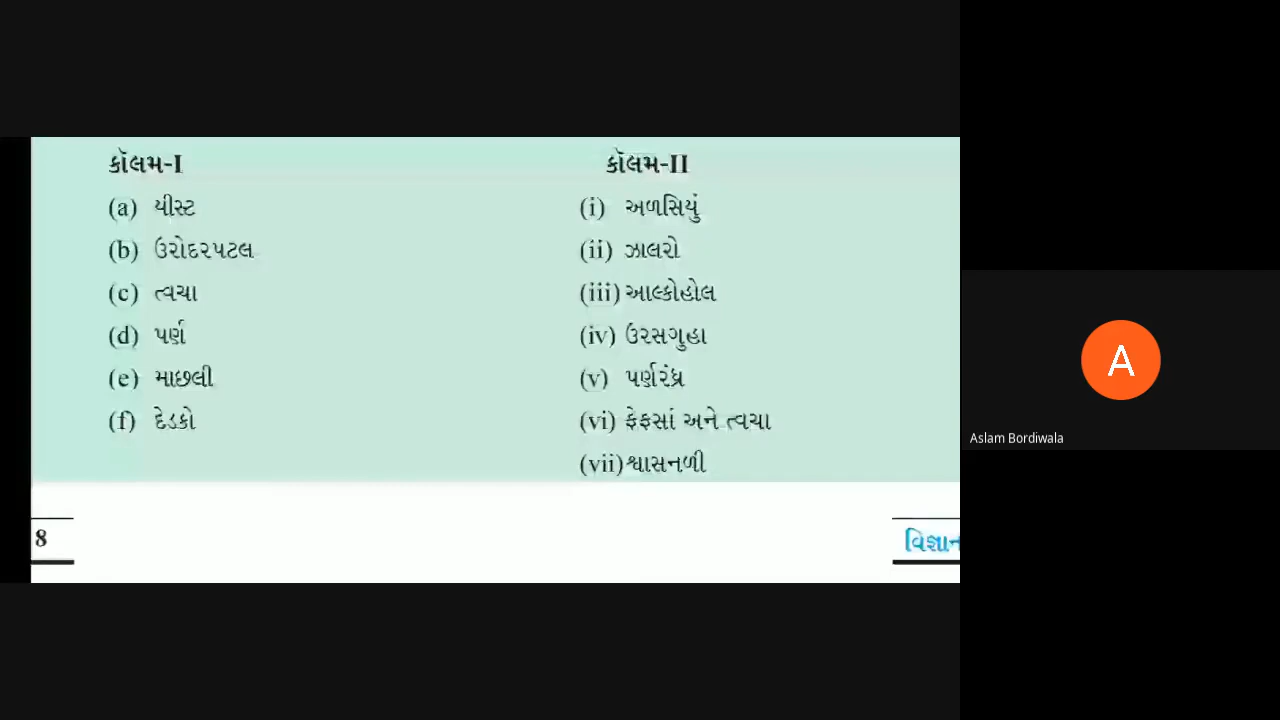 કૉલમ-I કૉલમ-II
(a) યીસ્ટ (i) અળસિયું
(b) ઉરોદરપટલ (ii) ઝાલરો
(c) ત્વચા (iii) આલ્કોહોલ
(d) પર્ણ (iv) ઉરસગુહા
(e) માછલી (v) પર્ણરંધ્ર
(f) દેડકો (vi) ફેફસાં અને ત્વચા
(vii) શ્વાસનળી
8 વિજ્ઞાન
A
Aslam Bordiwala